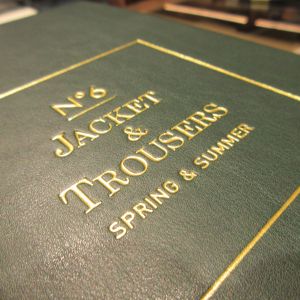 Nº 6
JACKET
&
TROUSERS
SPRING & SUMMER